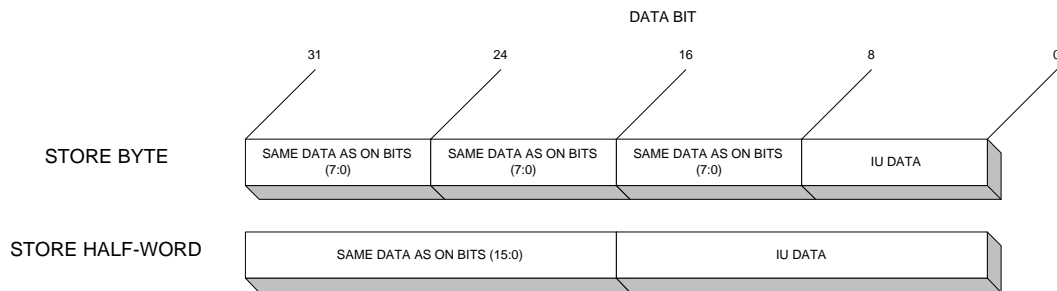 DATA BIT
31 24 16 8 0
STORE BYTE
SAME DATA AS ON BITS
(7:0)
SAME DATA AS ON BITS
(7:0)
SAME DATA AS ON BITS
(7:0)
IU DATA
STORE HALF-WORD
SAME DATA AS ON BITS (15:0)
IU DATA